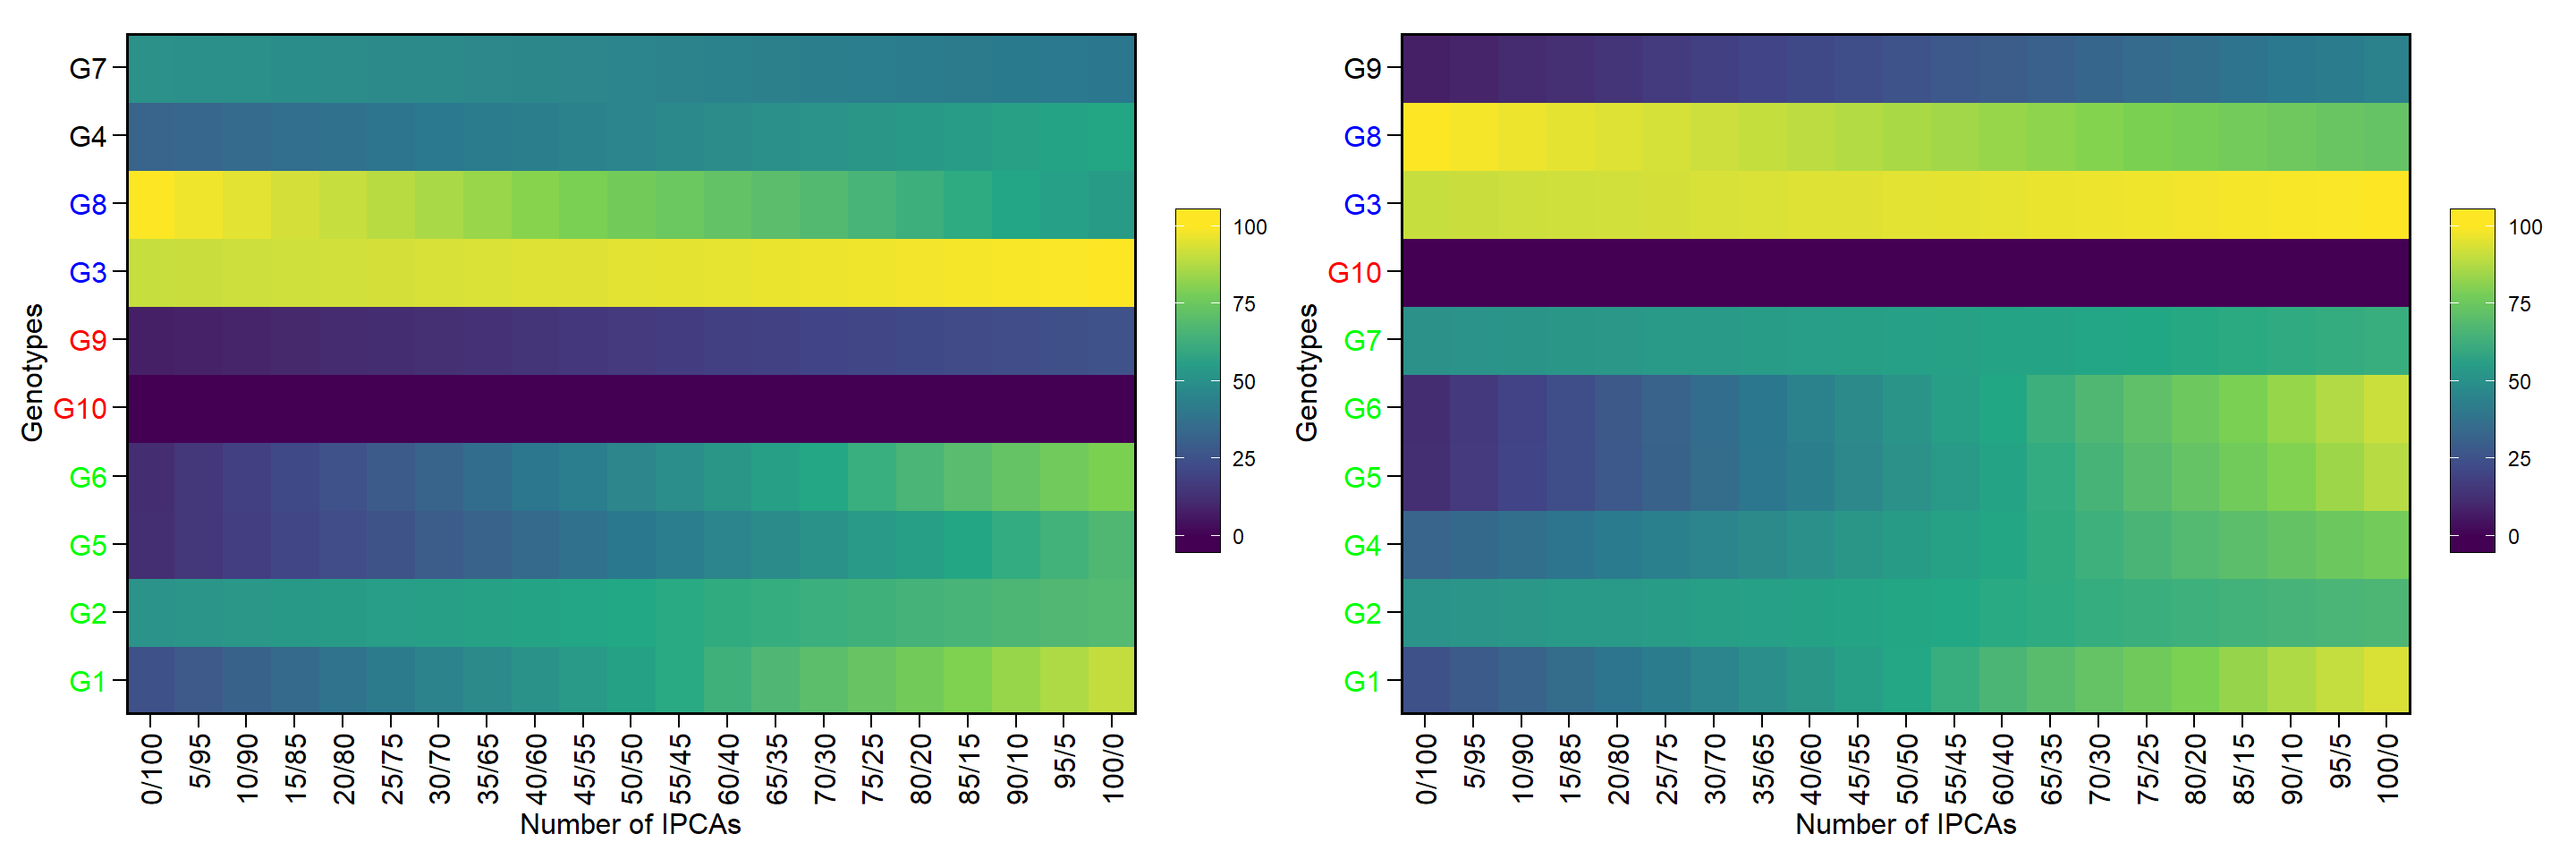 G7
G4
G8
G3
G9
G10
G6
G5
G2
G1
Genotypes
0/100
5/95
10/90
15/85
20/80
25/75
30/70
35/65
40/60
45/55
50/50
55/45
60/40
65/35
70/30
75/25
80/20
85/15
90/10
95/5
100/0
Number of IPCAs
100
75
50
25
0
G9
G8
G3
G10
G7
G6
G5
G4
G2
G1
Genotypes
0/100
5/95
10/90
15/85
20/80
25/75
30/70
35/65
40/60
45/55
50/50
55/45
60/40
65/35
70/30
75/25
80/20
85/15
90/10
95/5
100/0
Number of IPCAs
100
75
50
25
0